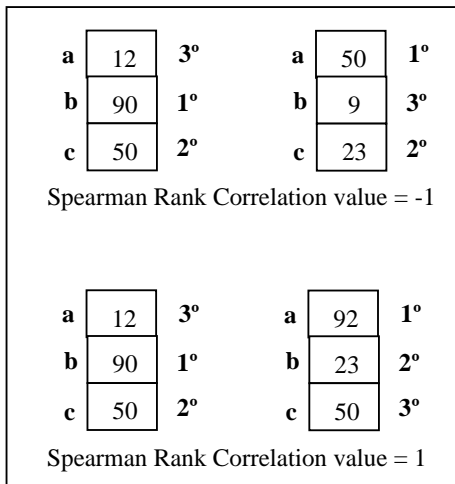 a 12 3º a 50 1º
b 90 1º b 9 3º
c 50 2º c 23 2º
Spearman Rank Correlation value = -1
a 12 3º a 92 1º
b 90 1º b 23 2º
c 50 2º c 50 3º
Spearman Rank Correlation value = 1